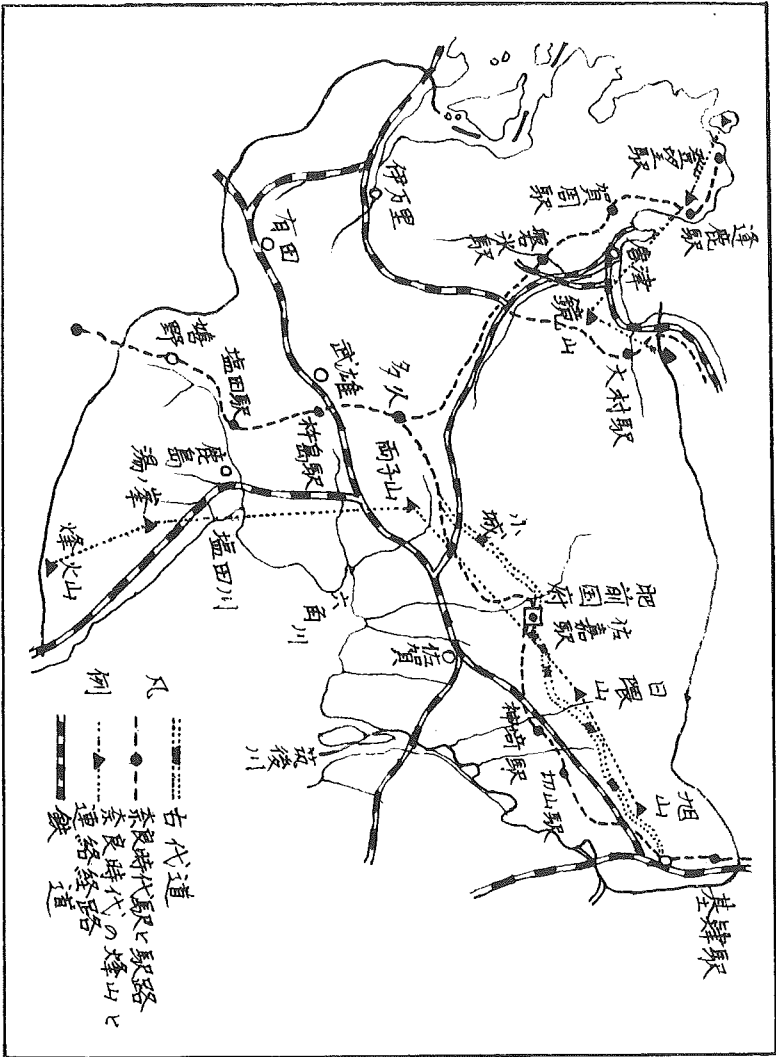 登望駅
逢鹿駅
賀周駅
磐氷駅
唐津
鏡山
大村駅
伊万里
有田
武雄
多久
嬉野
塩田駅
杵島駅
両子山
小城
肥前国府
佐嘉駅
日隈山
旭山
基肄駅
切山駅
神埼駅
佐賀
筑後川
六角川
塩田川
鹿島
湯ノ峯
烽火山
凡例
古代道
奈良時代駅と駅路
奈良時代の烽山と
連絡経路
鉄道